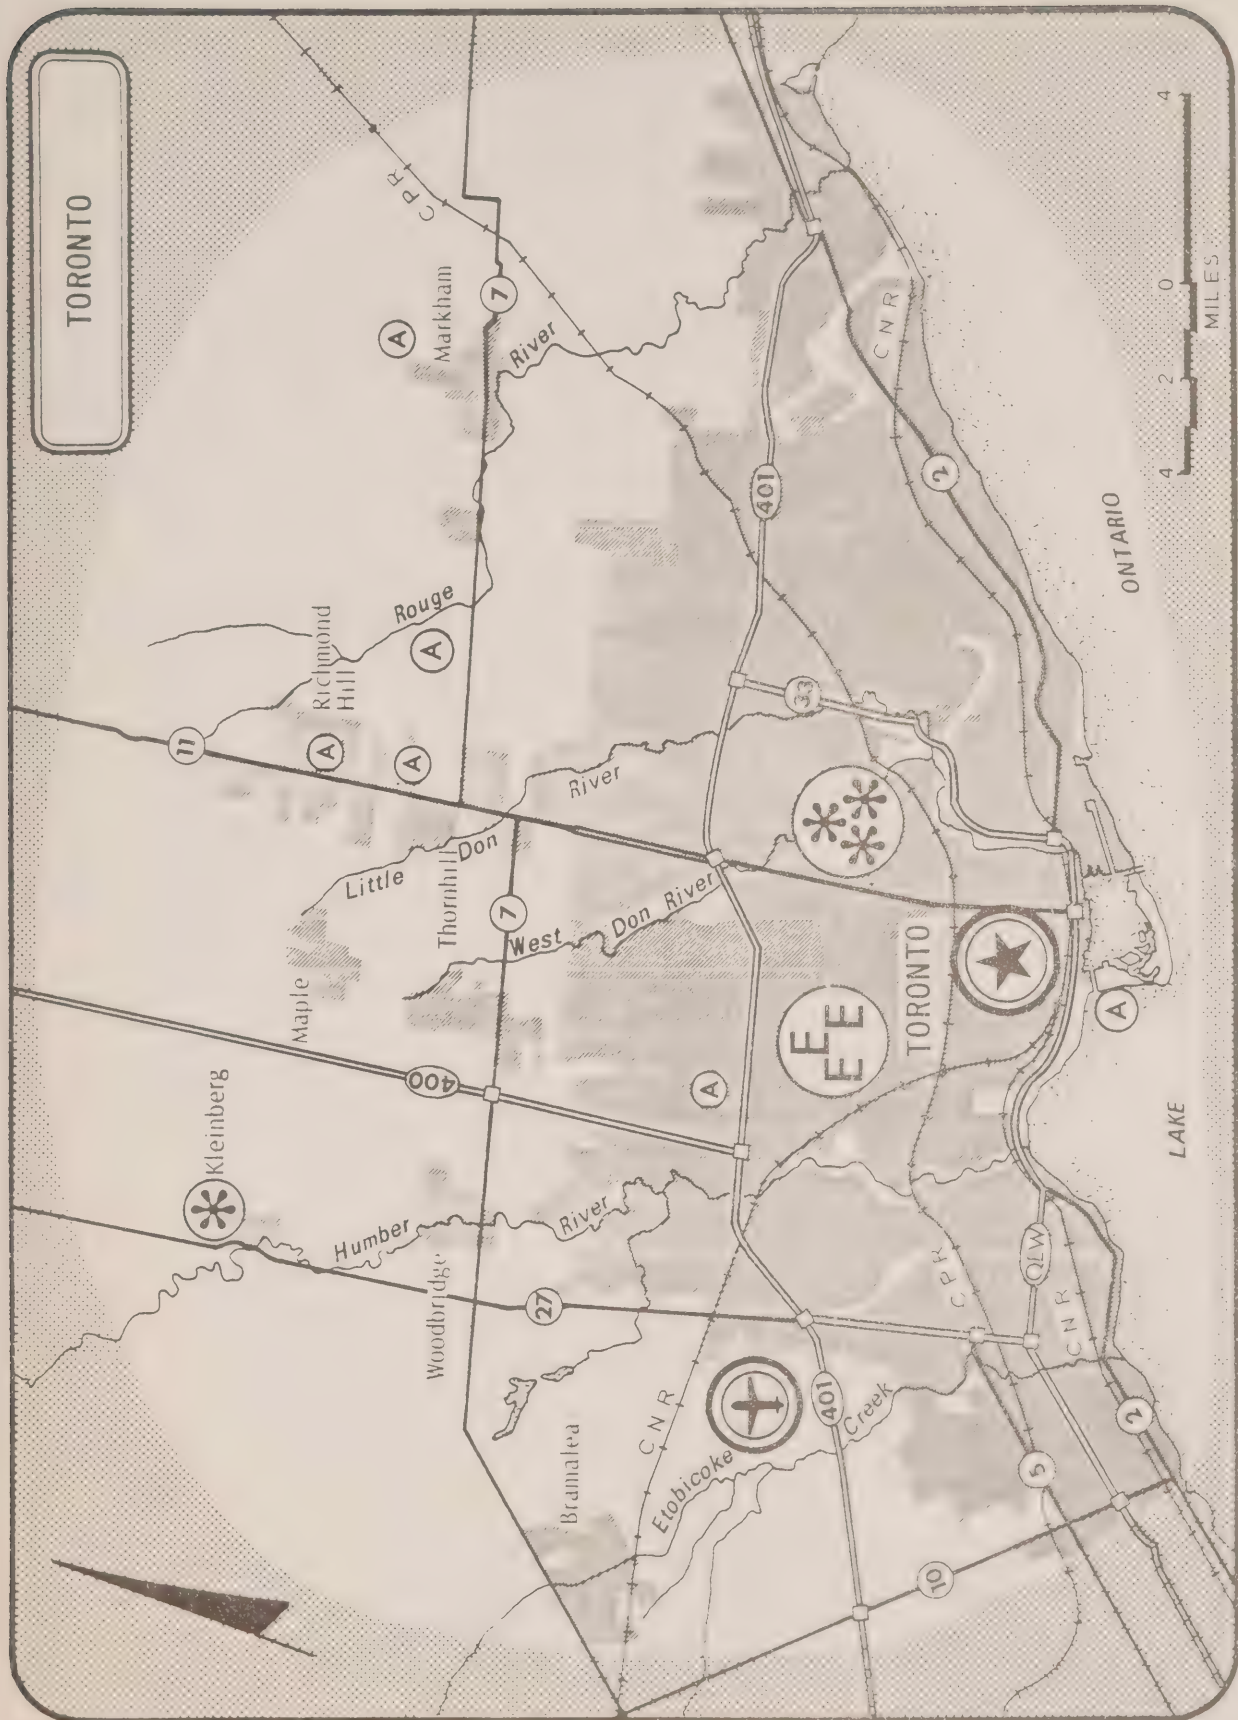 TORONTO
CPR
A
Markham
7
River
Richmond
Hill
Rouge
A
11
A
A
Little
Don
River
Thornhill
7
West
Don River
Maple
400
Kleinberg
Humber
River
Woodbridge
27
Bramalea
CNR
Etobicoke
Creek
401
401
33
A
E
E
E
E
TORONTO
A
CNR
2
CPR
QEW
CNR
2
5
10
LAKE
ONTARIO
4
2
0
4
MILES